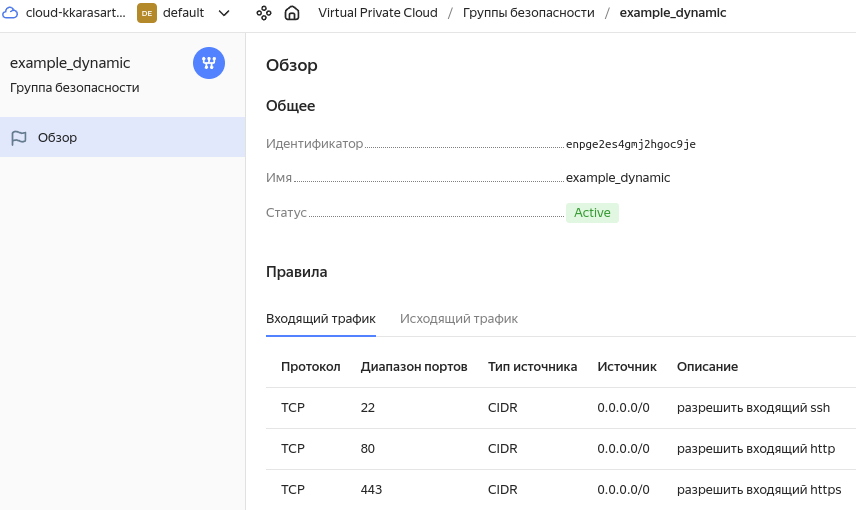 cloud-kkarasart... DE default Virtual Private Cloud / Группы безопасности / example_dynamic
example_dynamic
Группа безопасности
Обзор
Обзор
Общее
Идентификатор enpge2es4gmj2hgoc9je
Имя example_dynamic
Статус Active
Правила
Входящий трафик Исходящий трафик
Протокол Диапазон портов Тип источника Источник Описание
TCP 22 CIDR 0.0.0.0/0 разрешить входящий ssh
TCP 80 CIDR 0.0.0.0/0 разрешить входящий http
TCP 443 CIDR 0.0.0.0/0 разрешить входящий https